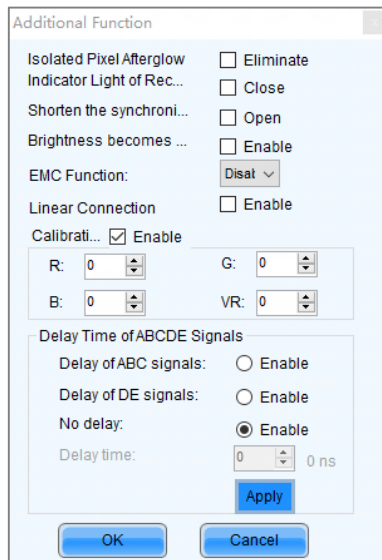 Additional Function
Isolated Pixel Afterglow Eliminate
Indicator Light of Rec... Close
Shorten the synchroni... Open
Brightness becomes ... Enable
EMC Function: Disat
Linear Connection Enable
Calibrati... Enable
R: 0 G: 0
B: 0 VR: 0
Delay Time of ABCDE Signals
Delay of ABC signals: Enable
Delay of DE signals: Enable
No delay: Enable
Delay time: 0 0 ns
Apply
OK Cancel